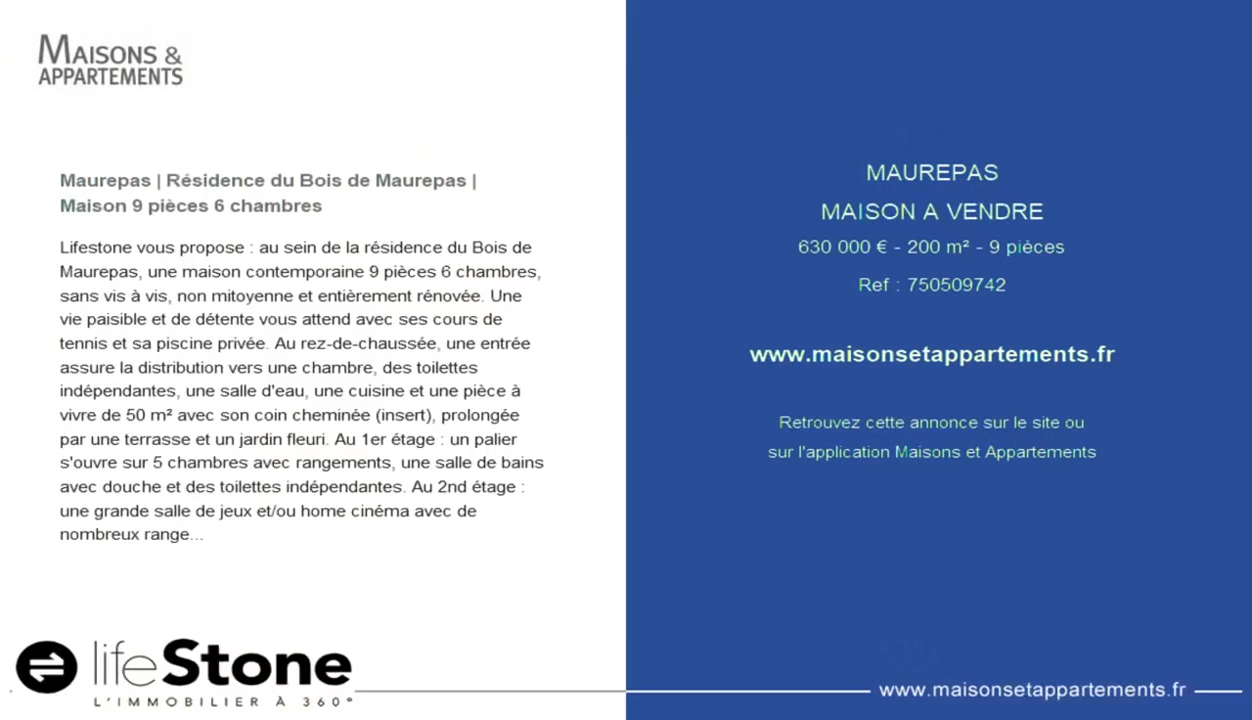 MAISONS &
APPARTEMENTS
Maurepas | Résidence du Bois de Maurepas |
Maison 9 pièces 6 chambres
Lifestone vous propose : au sein de la résidence du Bois de
Maurepas, une maison contemporaine 9 pièces 6 chambres,
sans vis à vis, non mitoyenne et entièrement rénovée. Une
vie paisible et de détente vous attend avec ses cours de
tennis et sa piscine privée. Au rez-de-chaussée, une entrée
assure la distribution vers une chambre, des toilettes
indépendantes, une salle d'eau, une cuisine et une pièce à
vivre de 50 m² avec son coin cheminée (insert), prolongée
par une terrasse et un jardin fleuri. Au 1er étage : un palier
s'ouvre sur 5 chambres avec rangements, une salle de bains
avec douche et des toilettes indépendantes. Au 2nd étage :
une grande salle de jeux et/ou home cinéma avec de
nombreux range...
lifeStone
L'IMMOBILIER À 360°
MAUREPAS
MAISON A VENDRE
630 000 € - 200 m² - 9 pièces
Ref : 750509742
www.maisonsetappartements.fr
Retrouvez cette annonce sur le site ou
sur l'application Maisons et Appartements
www.maisonsetappartements.fr